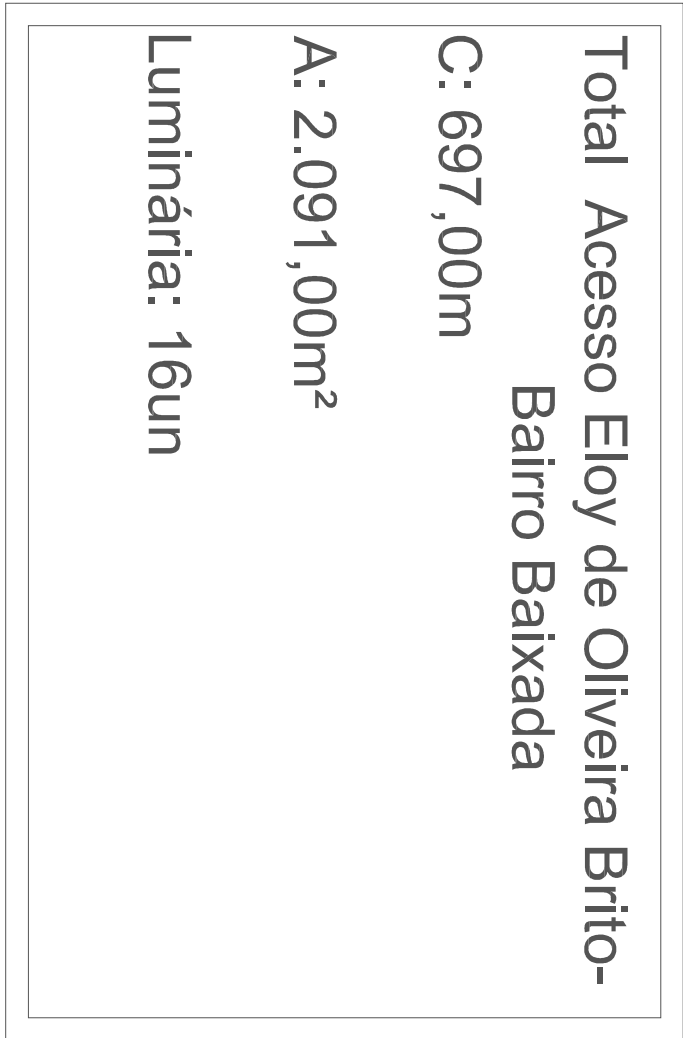 Total  Acesso Eloy de Oliveira Brito-
Bairro Baixada
C: 697,00m
A: 2.091,00m²
Luminária: 16un